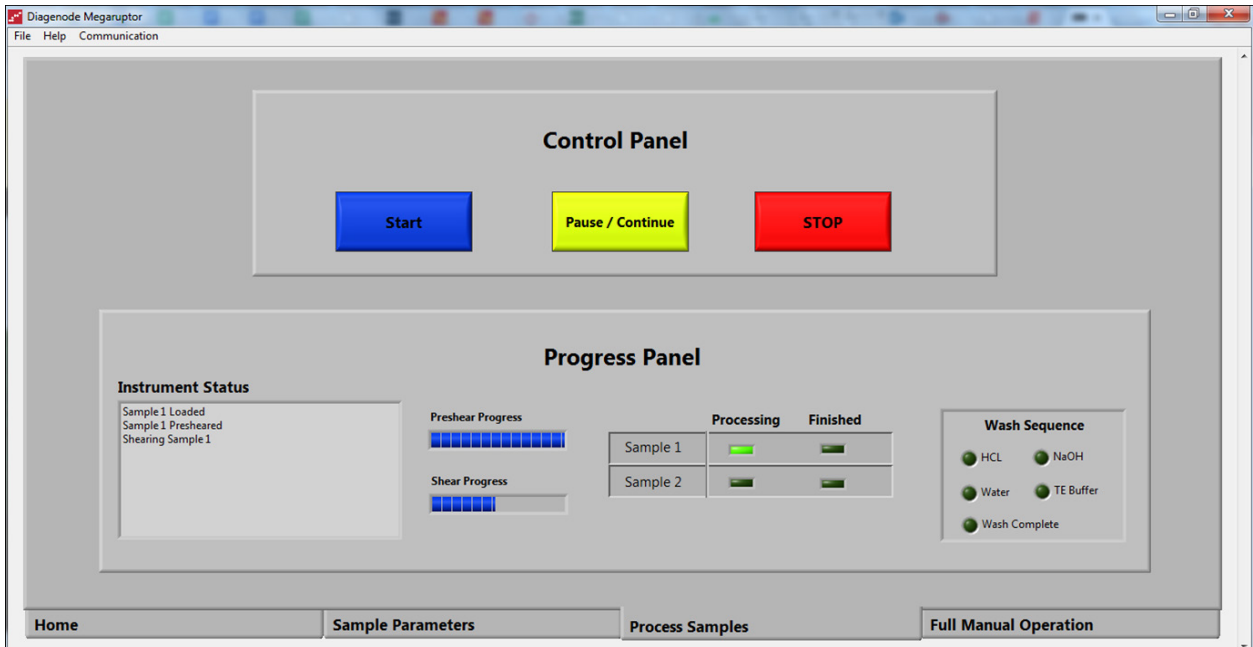 Diagenode Megaruptor
File Help Communication
Control Panel
Start
Pause / Continue
STOP
Progress Panel
Instrument Status
Sample 1 Loaded
Sample 1 Presheared
Shearing Sample 1
Preshear Progress
Shear Progress
Processing Finished
Sample 1
Sample 2
Wash Sequence
HCL NaOH
Water TE Buffer
Wash Complete
Home Sample Parameters Process Samples Full Manual Operation